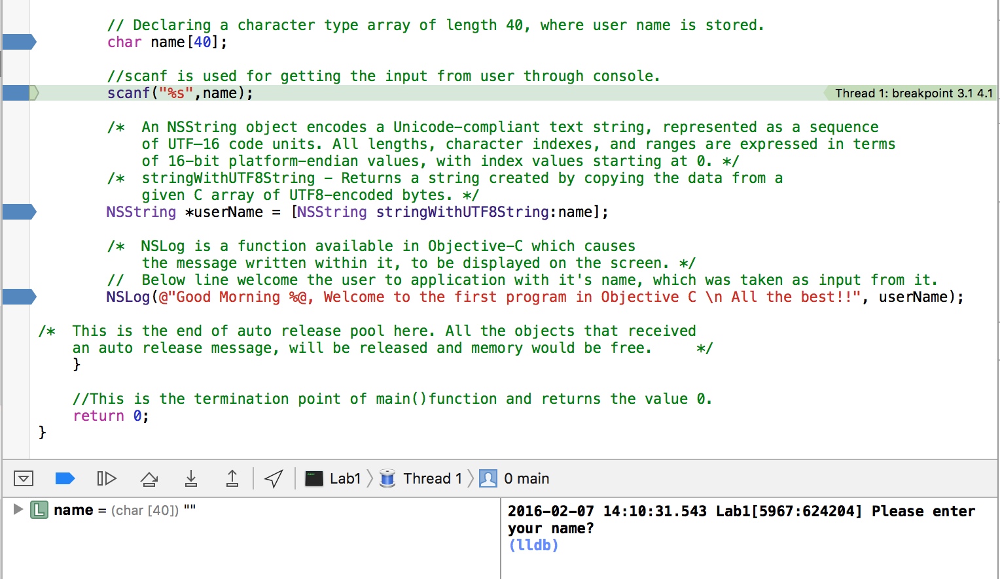 // Declaring a character type array of length 40, where user name is stored.
char name[40];
//scanf is used for getting the input from user through console.
scanf("%s",name);
Thread 1: breakpoint 3.1 4.1
/*  An NSString object encodes a Unicode-compliant text string, represented as a sequence
of UTF-16 code units. All lengths, character indexes, and ranges are expressed in terms
of 16-bit platform-endian values, with index values starting at 0. */
/*  stringWithUTF8String - Returns a string created by copying the data from a
given C array of UTF8-encoded bytes. */
NSString *userName = [NSString stringWithUTF8String:name];
/*  NSLog is a function available in Objective-C which causes
the message written within it, to be displayed on the screen. */
//  Below line welcome the user to application with it's name, which was taken as input from it.
NSLog(@"Good Morning %@, Welcome to the first program in Objective C \n All the best!!", userName);
/*  This is the end of auto release pool here. All the objects that received
an auto release message, will be released and memory would be free.     */
}
//This is the termination point of main()function and returns the value 0.
return 0;
}
Lab1 Thread 1 0 main
L name = (char [40]) ""
2016-02-07 14:10:31.543 Lab1[5967:624204] Please enter
your name?
(lldb)